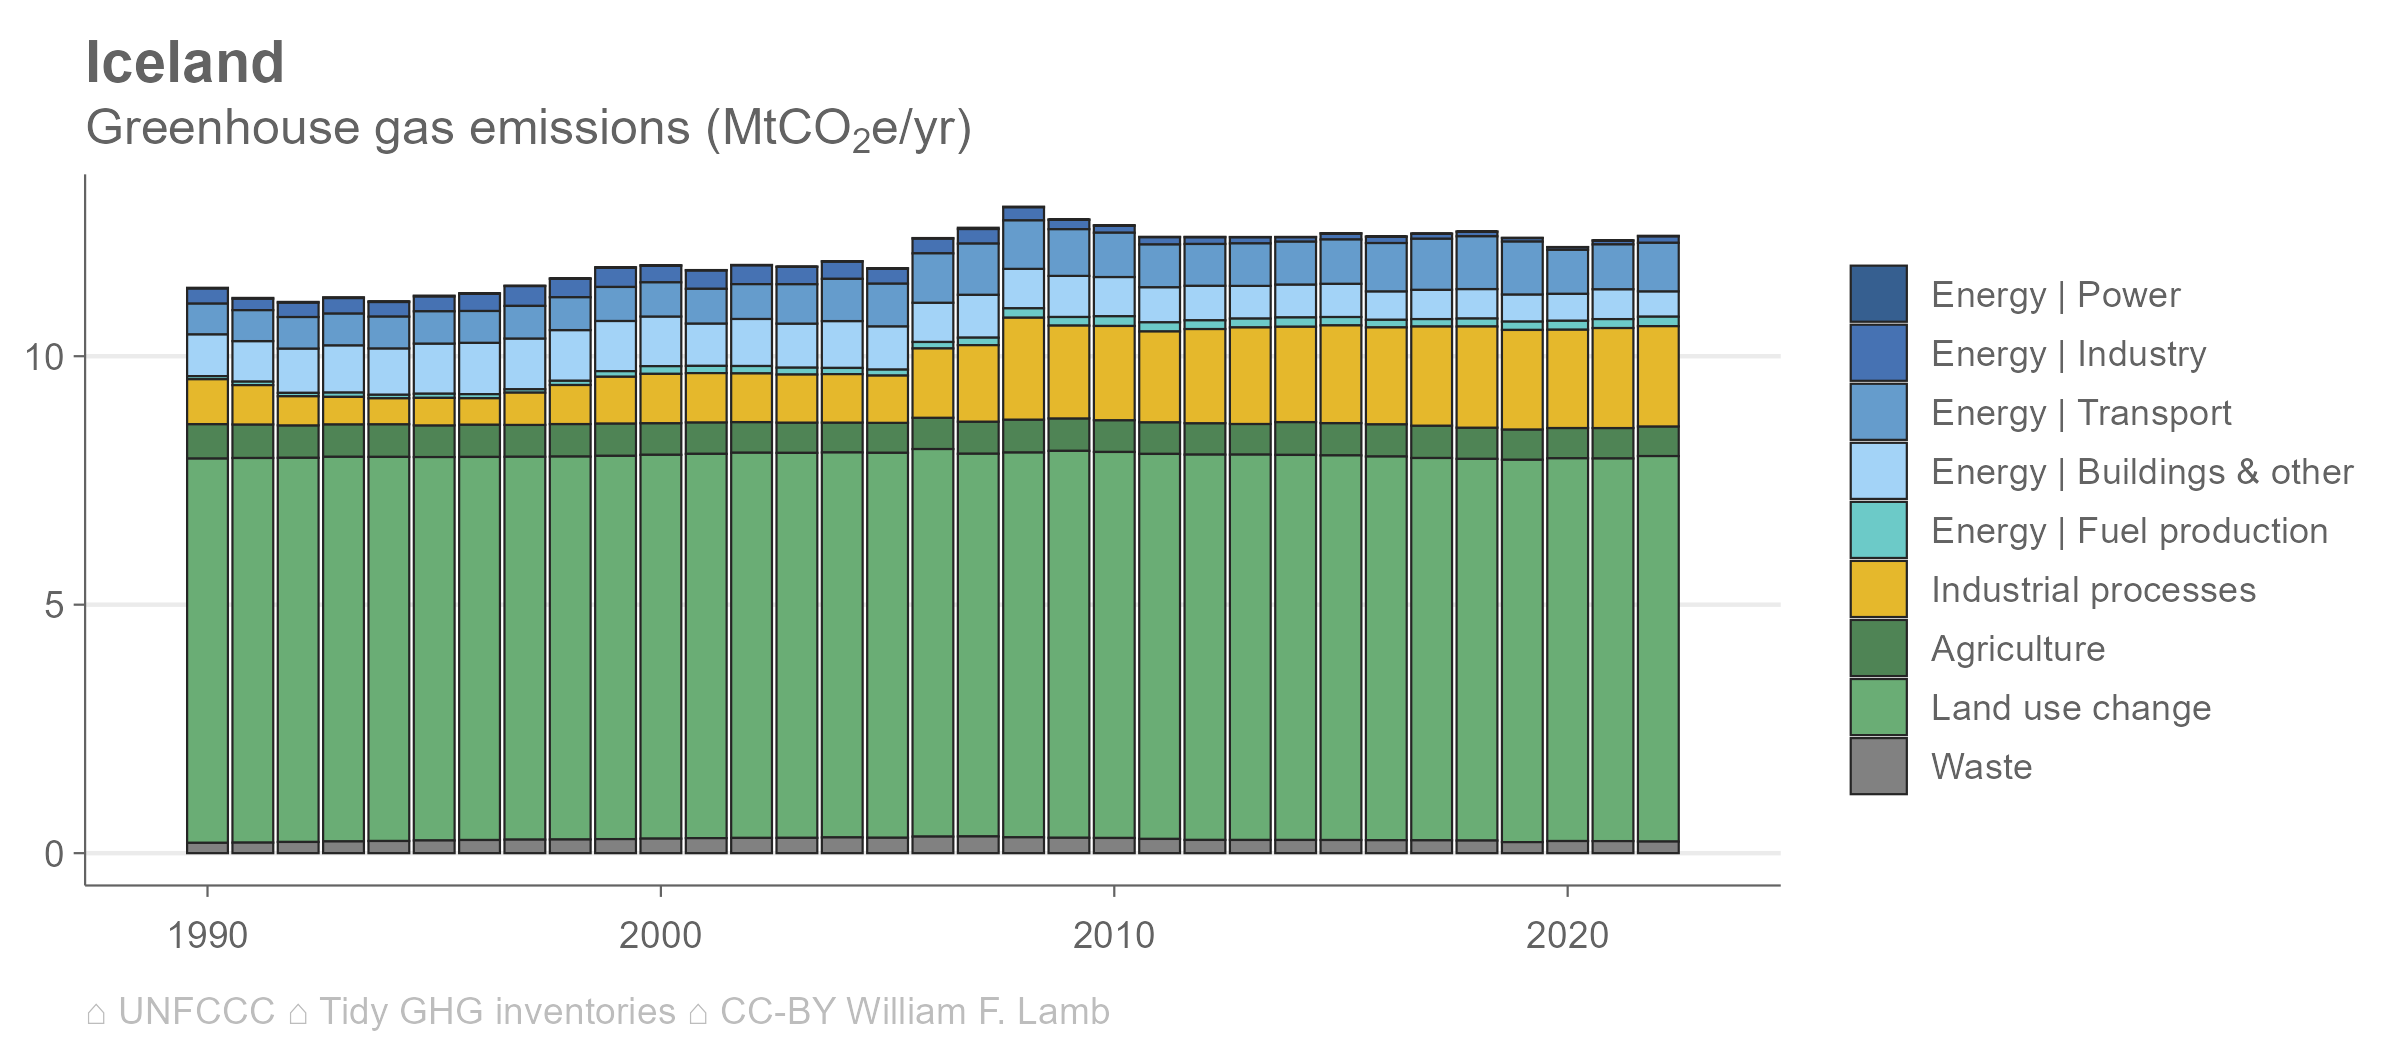 Iceland
Greenhouse gas emissions (MtCO₂e/yr)
10
5
0
1990 2000 2010 2020
Energy | Power
Energy | Industry
Energy | Transport
Energy | Buildings & other
Energy | Fuel production
Industrial processes
Agriculture
Land use change
Waste
⌂ UNFCCC ⌂ Tidy GHG inventories ⌂ CC-BY William F. Lamb